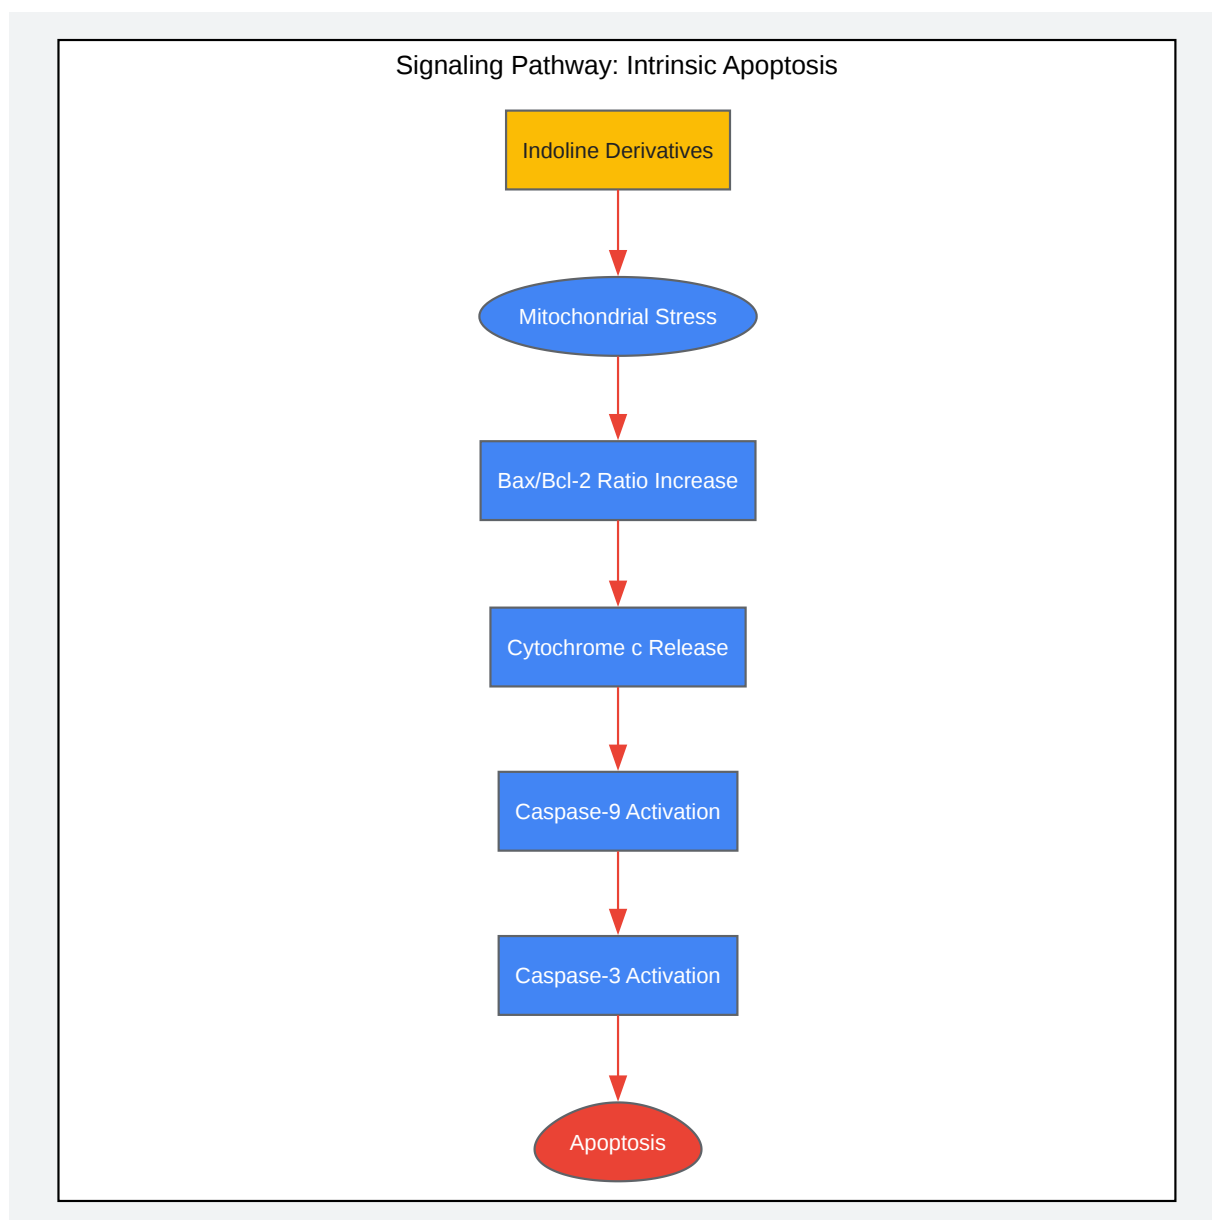 Signaling Pathway: Intrinsic Apoptosis
Indoline Derivatives
Mitochondrial Stress
Bax/Bcl-2 Ratio Increase
Cytochrome c Release
Caspase-9 Activation
Caspase-3 Activation
Apoptosis